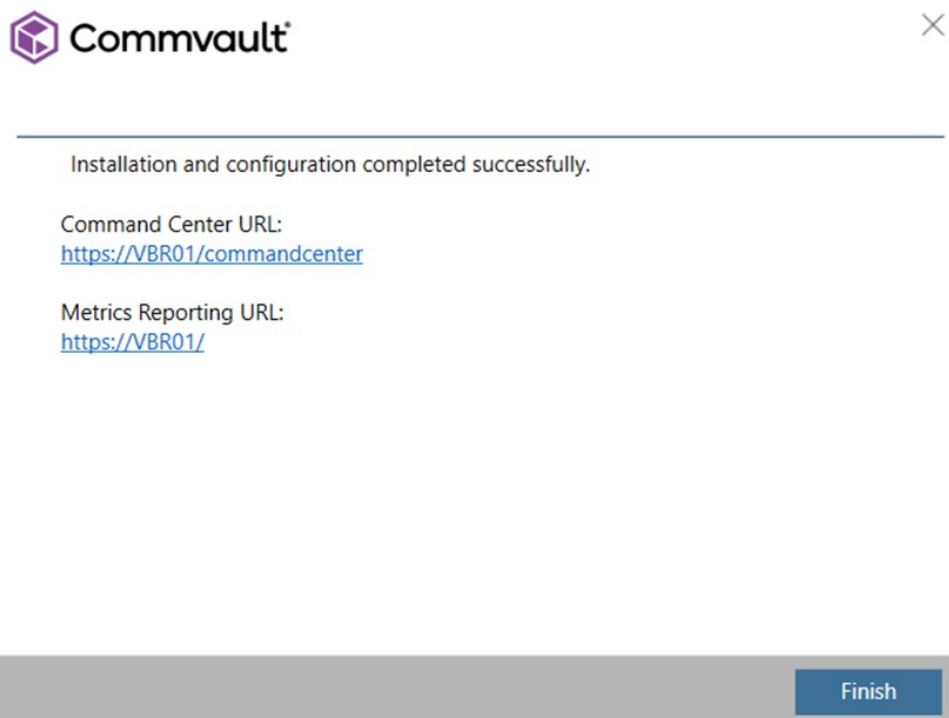 Commvault®
Installation and configuration completed successfully.
Command Center URL:
https://VBR01/commandcenter
Metrics Reporting URL:
https://VBR01/
Finish